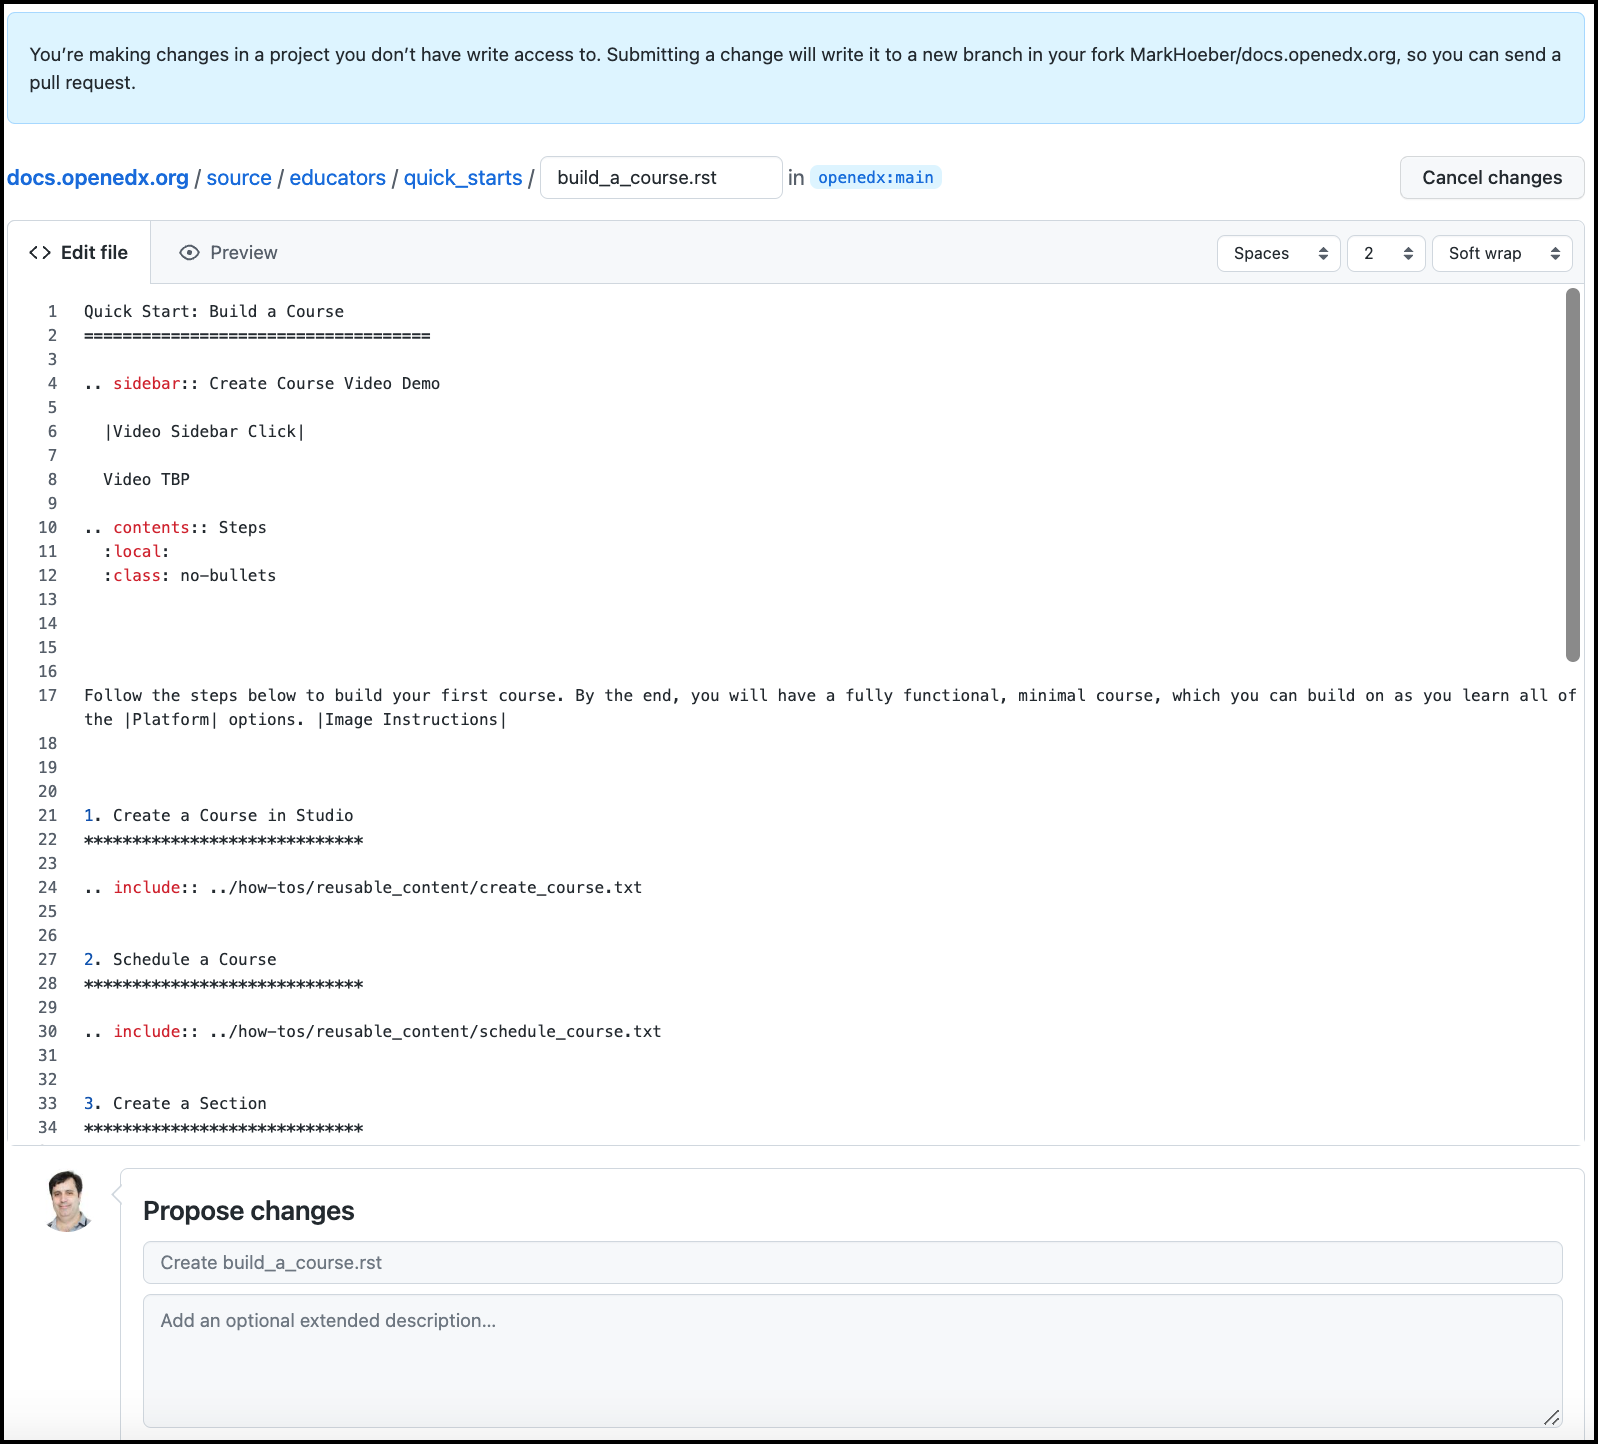 You're making changes in a project you don't have write access to. Submitting a change will write it to a new branch in your fork MarkHoeber/docs.openedx.org, so you can send a
pull request.
docs.openedx.org / source / educators / quick_starts / build_a_course.rst in openedx:main Cancel changes
<> Edit file Preview Spaces 2 Soft wrap
1 Quick Start: Build a Course
2 ====================================
3
4 .. sidebar:: Create Course Video Demo
5
6 |Video Sidebar Click|
7
8 Video TBP
9
10 .. contents:: Steps
11 :local:
12 :class: no-bullets
13
14
15
16
17 Follow the steps below to build your first course. By the end, you will have a fully functional, minimal course, which you can build on as you learn all of
the |Platform| options. |Image Instructions|
18
19
20
21 1. Create a Course in Studio
22 *****************************
23
24 .. include:: ../how-tos/reusable_content/create_course.txt
25
26
27 2. Schedule a Course
28 *****************************
29
30 .. include:: ../how-tos/reusable_content/schedule_course.txt
31
32
33 3. Create a Section
34 *****************************
Propose changes
Create build_a_course.rst
Add an optional extended description...